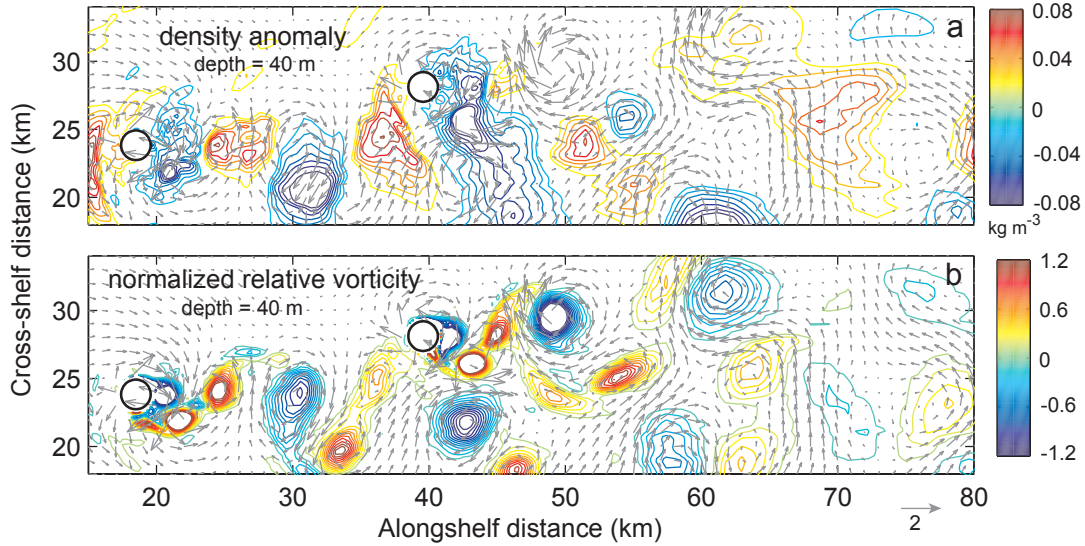 a
density anomaly
depth = 40 m
30
25
20
0.08
0.04
0
-0.04
-0.08
kg m⁻³
b
normalized relative vorticity
depth = 40 m
30
25
20
1.2
0.6
0
-0.6
-1.2
Cross-shelf distance (km)
20 30 40 50 60 70 80
Alongshelf distance (km)
2